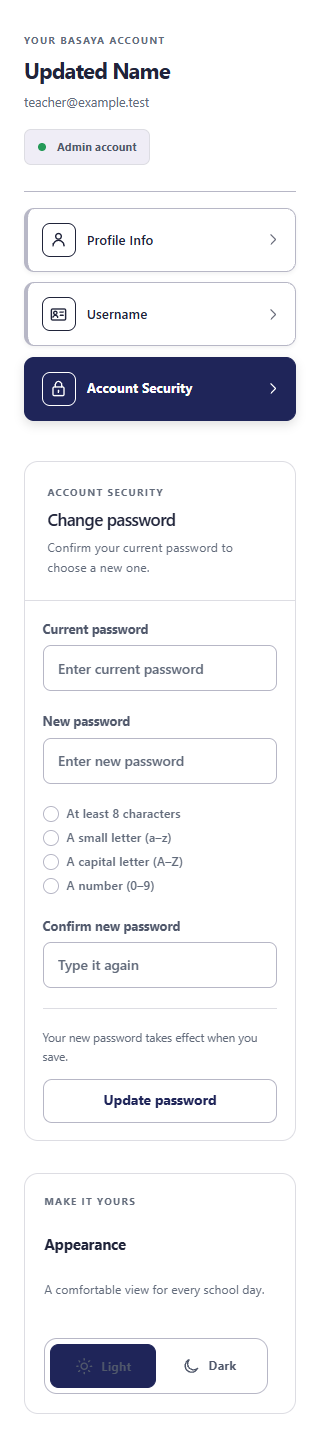 YOUR BASAYA ACCOUNT
Updated Name
teacher@example.test
Admin account
Profile Info
Username
Account Security
ACCOUNT SECURITY
Change password
Confirm your current password to
choose a new one.
Current password
Enter current password
New password
Enter new password
At least 8 characters
A small letter (a–z)
A capital letter (A–Z)
A number (0–9)
Confirm new password
Type it again
Your new password takes effect when you
save.
Update password
MAKE IT YOURS
Appearance
A comfortable view for every school day.
Light
Dark